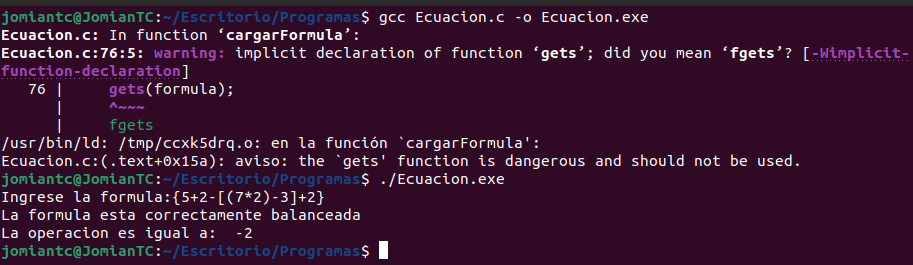 jomiantc@JomianTC:~/Escritorio/Programas$ gcc Ecuacion.c -o Ecuacion.exe
Ecuacion.c: In function ‘cargarFormula’:
Ecuacion.c:76:5: warning: implicit declaration of function ‘gets’; did you mean ‘fgets’? [-Wimplicit-
function-declaration]
   76 |     gets(formula);
      |     ^~~~
      |     fgets
/usr/bin/ld: /tmp/ccxk5drq.o: en la función `cargarFormula':
Ecuacion.c:(.text+0x15a): aviso: the `gets' function is dangerous and should not be used.
jomiantc@JomianTC:~/Escritorio/Programas$ ./Ecuacion.exe
Ingrese la formula:{5+2-[(7*2)-3]+2}
La formula esta correctamente balanceada
La operacion es igual a:  -2
jomiantc@JomianTC:~/Escritorio/Programas$